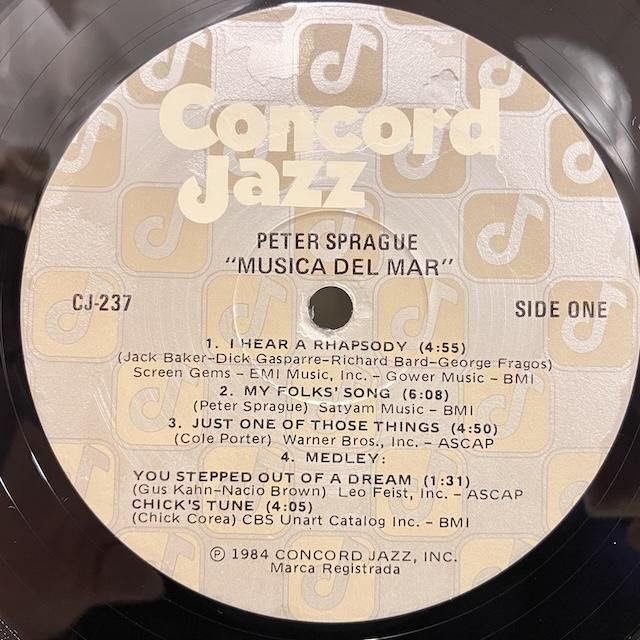 Concord
Jazz
PETER SPRAGUE
"MUSICA DEL MAR"
CJ-237
SIDE ONE
1. I HEAR A RHAPSODY (4:55)
(Jack Baker-Dick Gasparre-Richard Bard-George Fragos)
Screen Gems – EMI Music, Inc. – Gower Music – BMI
2. MY FOLKS' SONG (6:08)
(Peter Sprague) Satyam Music – BMI
3. JUST ONE OF THOSE THINGS (4:50)
(Cole Porter) Warner Bros., Inc. – ASCAP
4. MEDLEY:
YOU STEPPED OUT OF A DREAM (1:31)
(Gus Kahn-Nacio Brown) Leo Feist, Inc. – ASCAP
CHICK'S TUNE (4:05)
(Chick Corea) CBS Unart Catalog Inc. – BMI
℗ 1984 CONCORD JAZZ, INC.
Marca Registrada